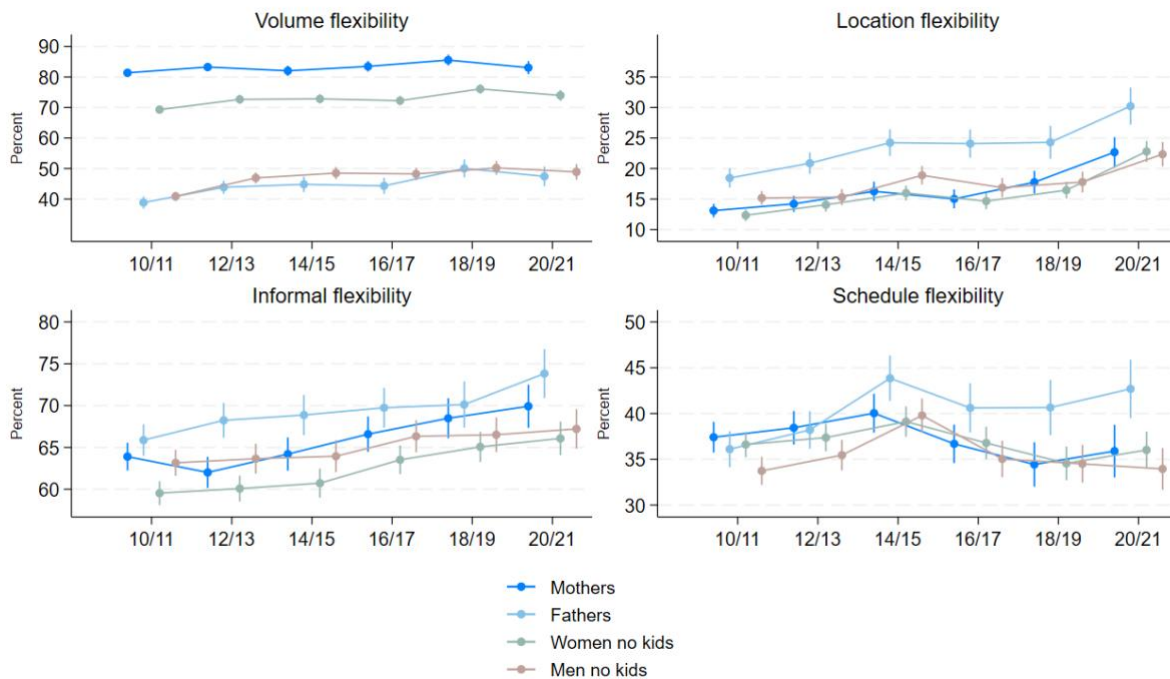 Volume flexibility
90
80
70
60
50
40
Percent
10/11 12/13 14/15 16/17 18/19 20/21
Location flexibility
35
30
25
20
15
10
Percent
10/11 12/13 14/15 16/17 18/19 20/21
Informal flexibility
80
75
70
65
60
Percent
10/11 12/13 14/15 16/17 18/19 20/21
Schedule flexibility
50
45
40
35
30
Percent
10/11 12/13 14/15 16/17 18/19 20/21
Mothers
Fathers
Women no kids
Men no kids